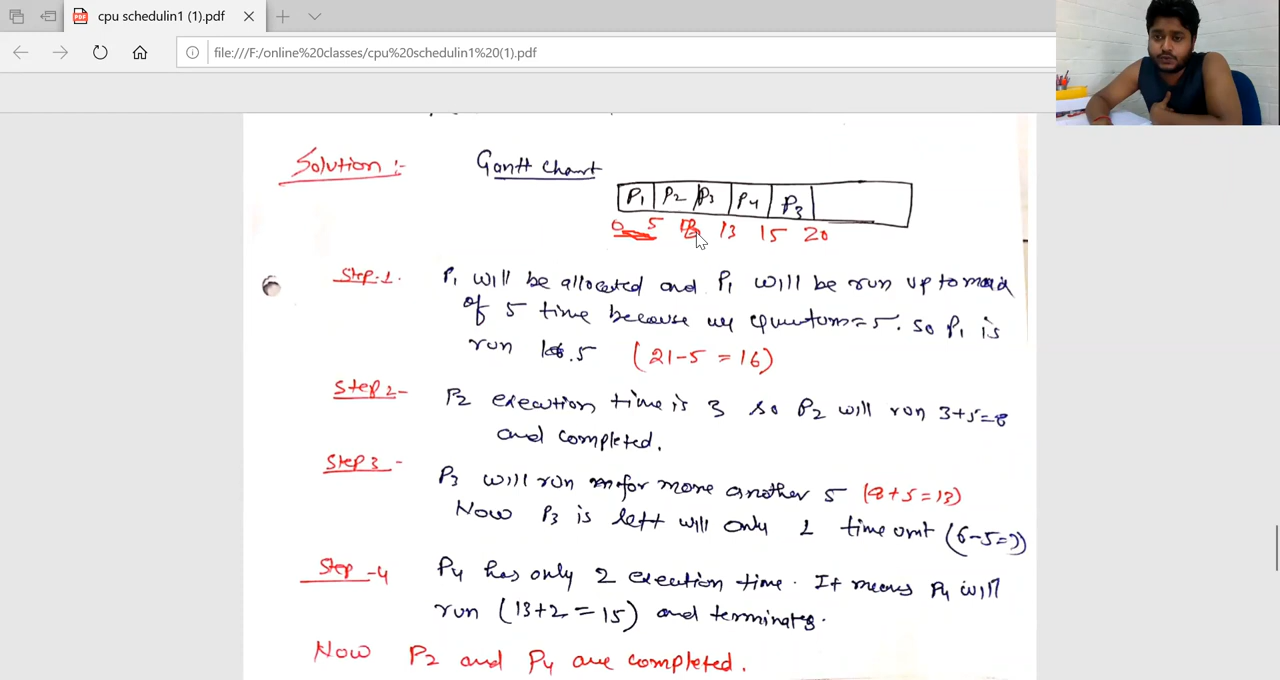 cpu schedulin1 (1).pdf
file:///F:/online%20classes/cpu%20schedulin1%20(1).pdf
Solution :-
Gantt chart
P1 P2 P3 P4 P3
0 5 13 15 20
Step-1. P1 will be allocated and P1 will be run up to
of 5 time because quantum=5. so P1 is
run 5 (21-5 = 16)
Step 2- P2 execution time is 3 so P2 will run 3+5=8
and completed.
Step 3 - P3 will run for more another 5 (8+5=13)
Now P3 is left will only 1 time unit (6-5=1)
Step -4 P4 has only 2 execution time. It means P4 will
run (13+2=15) and terminates.
Now P2 and P4 are completed.